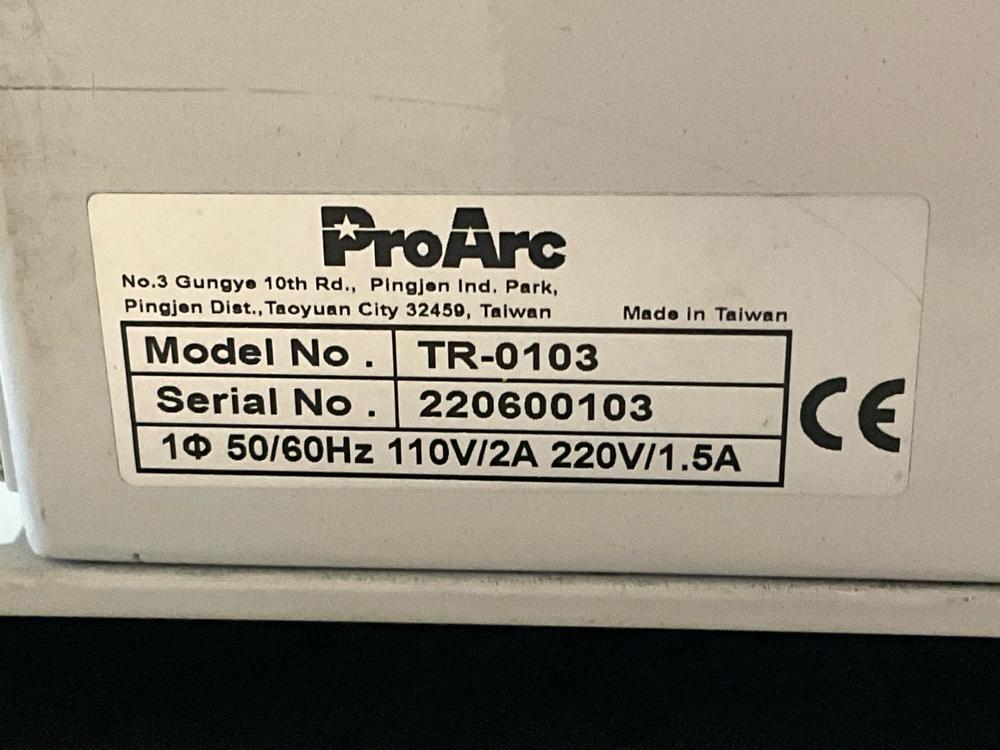 ProArc
No.3 Gungye 10th Rd., Pingjen Ind. Park,
Pingjen Dist., Taoyuan City 32459, Taiwan
Made in Taiwan
Model No . TR-0103
Serial No . 220600103
1Φ 50/60Hz 110V/2A 220V/1.5A
CE